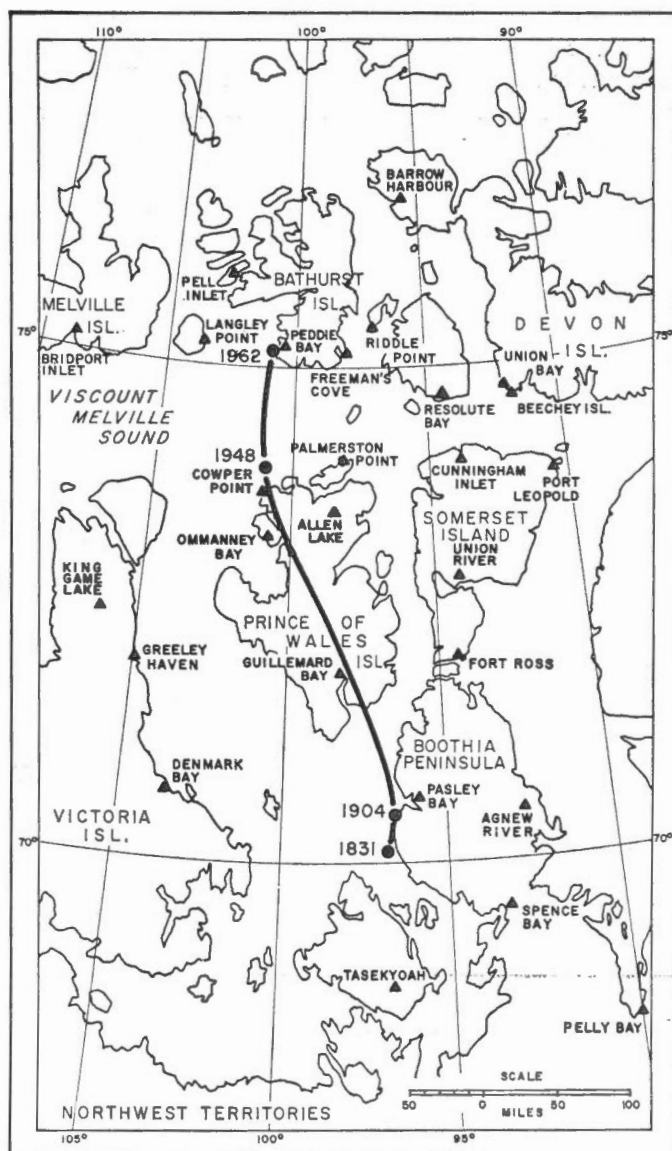 110°
100°
90°
BARROW
HARBOUR
PELL
INLET
BATHURST
ISL.
MELVILLE
ISL.
LANGLEY
POINT
PEDDIE
BAY
RIDDLE
POINT
DEVON
ISL.
75°
75°
BRIDPORT
INLET
1962
FREEMAN'S
COVE
UNION
BAY
RESOLUTE
BAY
BEECHEY ISL.
VISCOUNT
MELVILLE
SOUND
1948
COWPER
POINT
PALMERSTON
POINT
CUNNINGHAM
INLET
PORT
LEOPOLD
ALLEN
LAKE
OMMANNEY
BAY
SOMERSET
ISLAND
UNION
RIVER
KING
GAME
LAKE
PRINCE OF
WALES
ISL.
GREELEY
HAVEN
GUILLEMARD
BAY
FORT ROSS
BOOTHIA
PENINSULA
DENMARK
BAY
PASLEY
BAY
AGNEW
RIVER
VICTORIA
ISL.
1904
1831
70°
70°
SPENCE
BAY
TASEKYOAH
PELLY BAY
SCALE
50 0 50 100
MILES
NORTHWEST TERRITORIES
105°
100°
95°